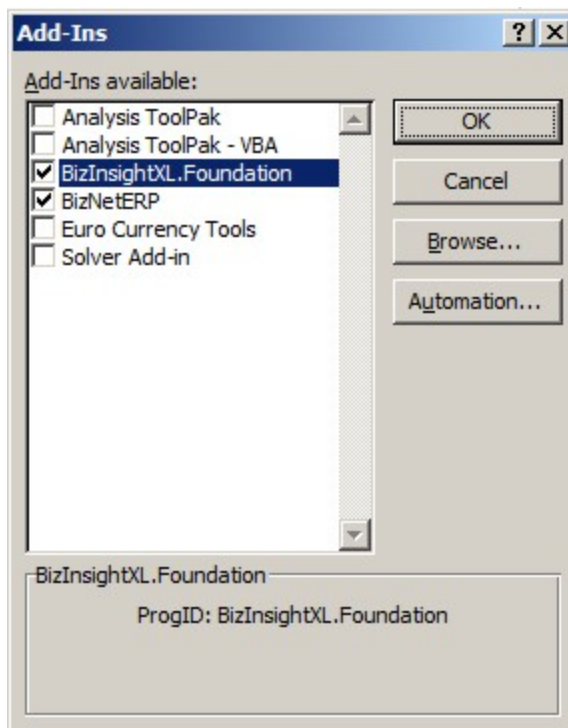 Add-Ins
Add-Ins available:
Analysis ToolPak
Analysis ToolPak - VBA
BizInsightXL.Foundation
BizNetERP
Euro Currency Tools
Solver Add-in
OK
Cancel
Browse...
Automation...
BizInsightXL.Foundation
ProgID: BizInsightXL.Foundation